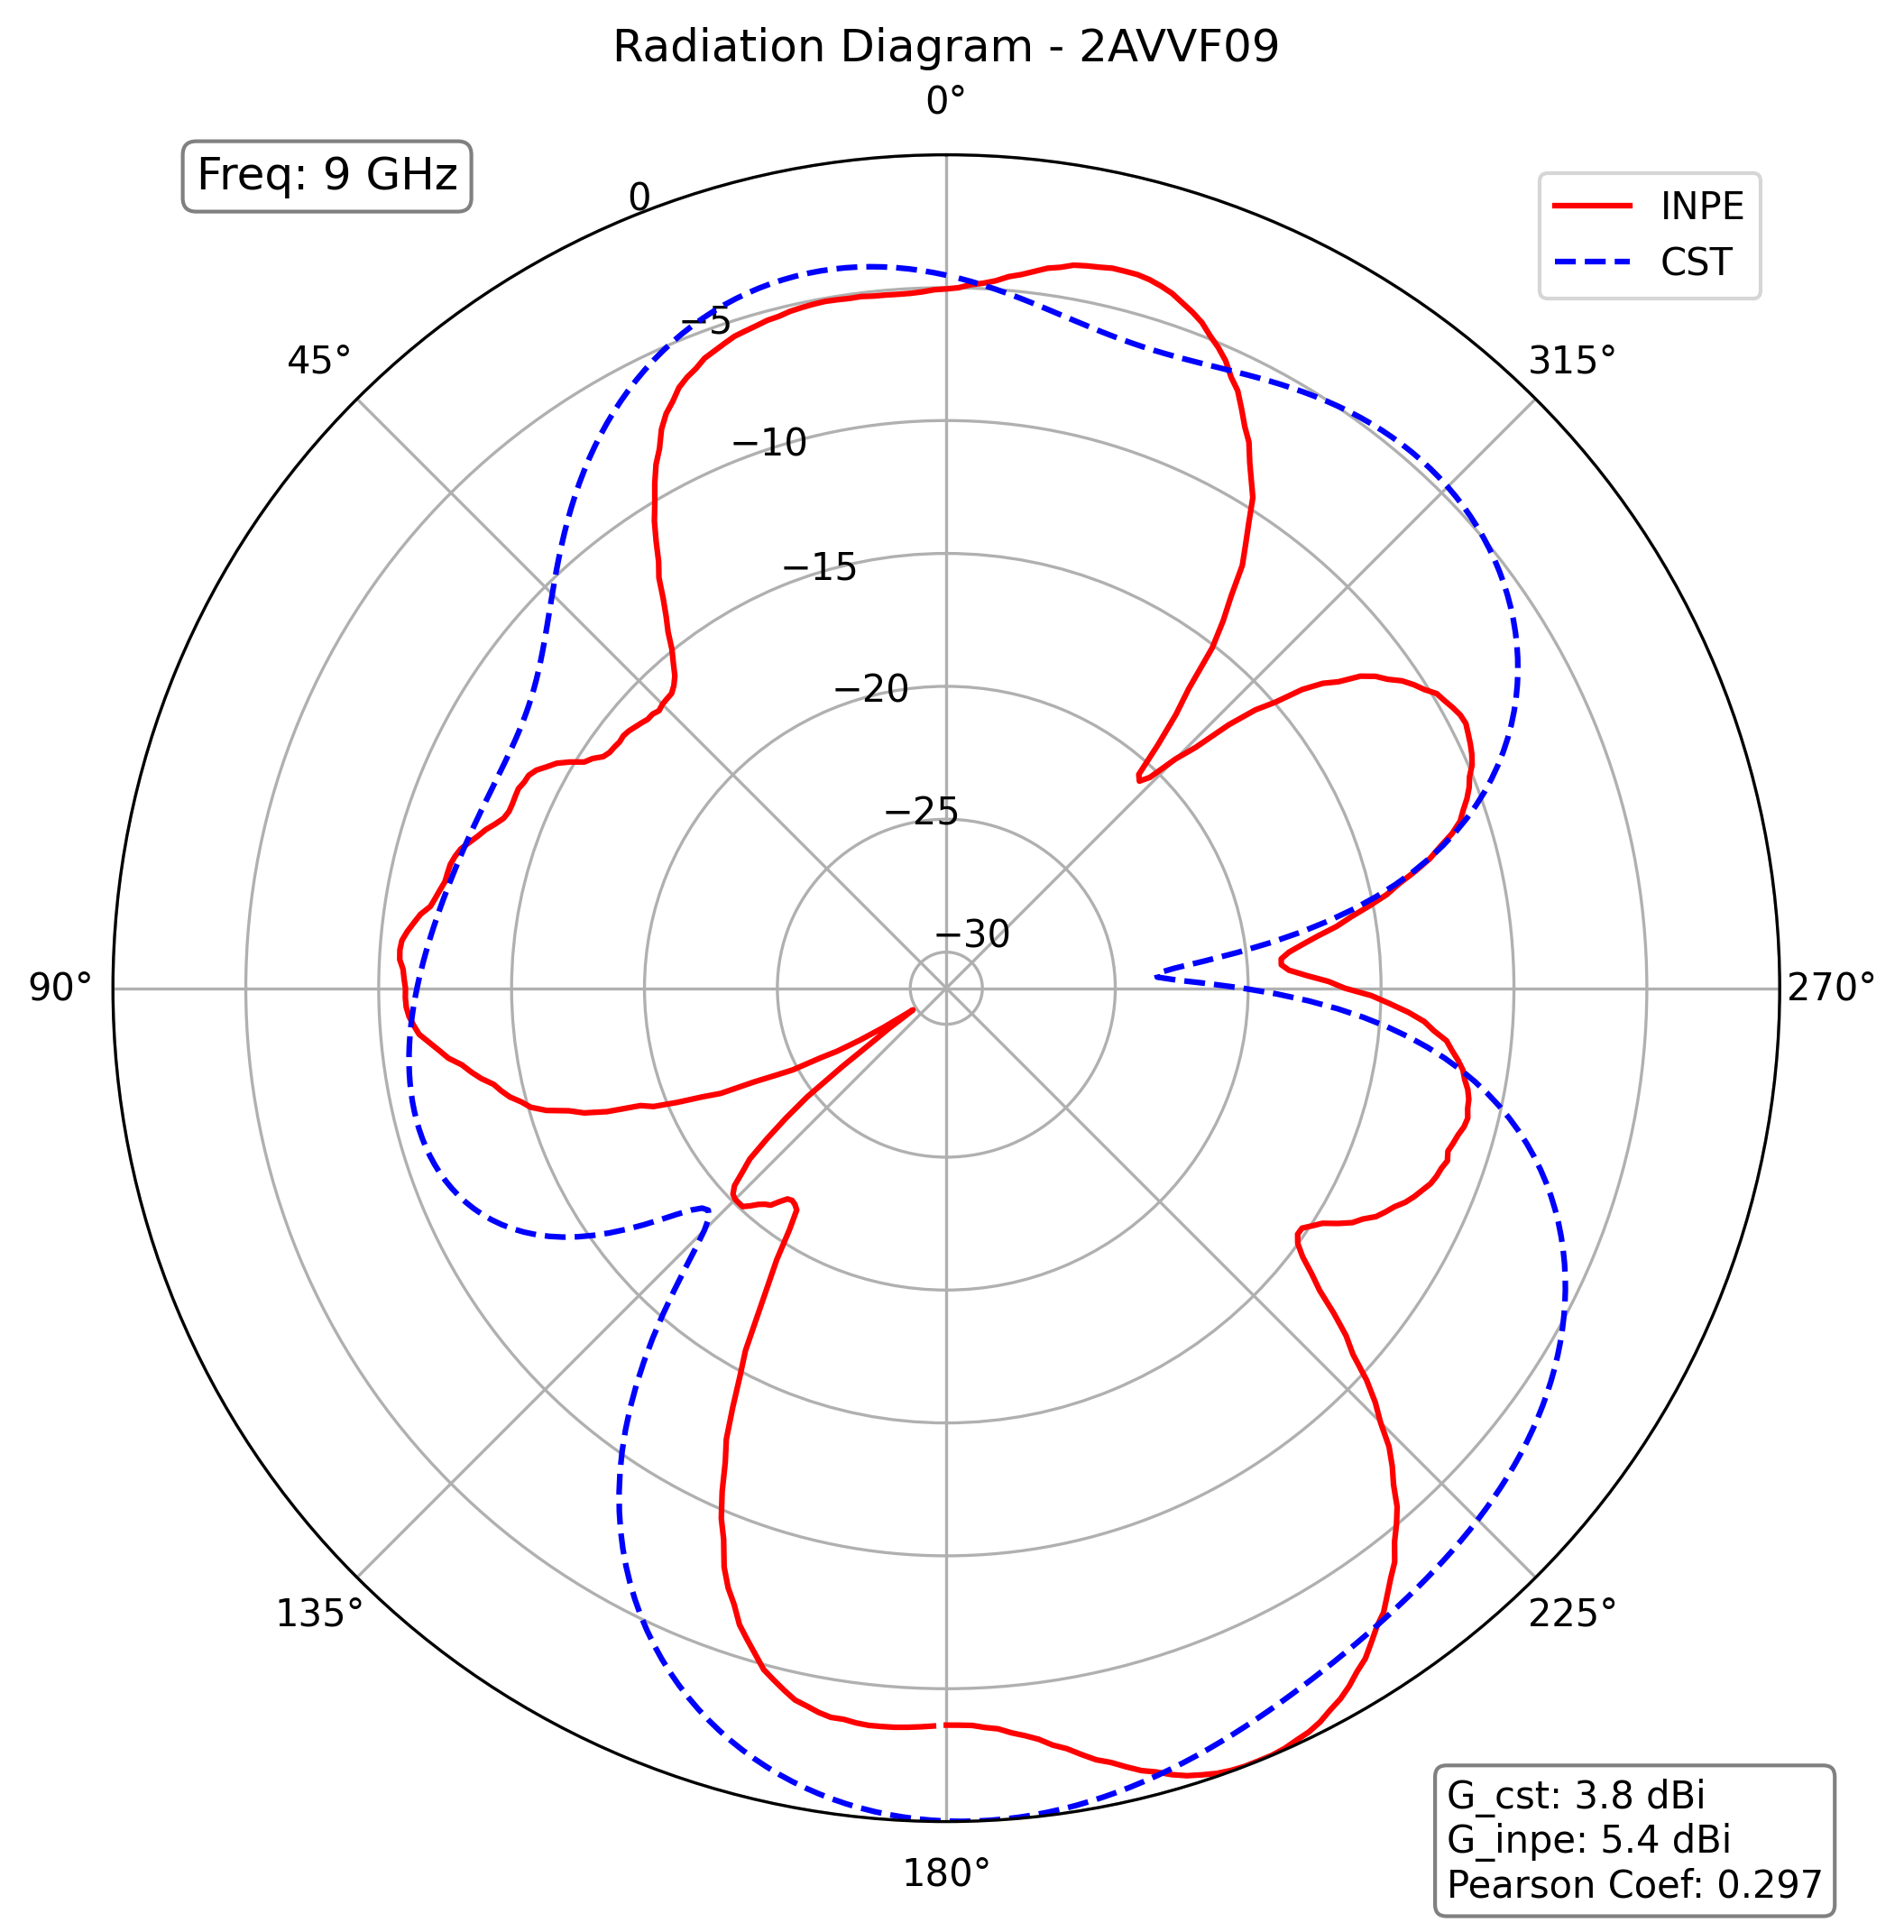 Radiation Diagram - 2AVVF09
0°
Freq: 9 GHz
INPE
CST
0
−5
−10
−15
−20
−25
−30
45°
315°
90°
270°
135°
225°
180°
G_cst: 3.8 dBi
G_inpe: 5.4 dBi
Pearson Coef: 0.297